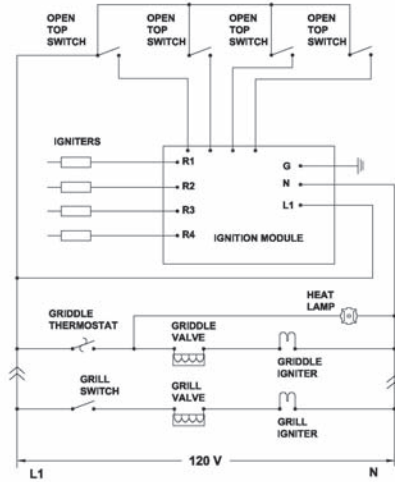 OPEN TOP SWITCH
OPEN TOP SWITCH
OPEN TOP SWITCH
OPEN TOP SWITCH
IGNITERS
R1
R2
R3
R4
G
N
L1
IGNITION MODULE
HEAT LAMP
GRIDDLE THERMOSTAT
GRIDDLE VALVE
GRIDDLE IGNITER
GRILL SWITCH
GRILL VALVE
GRILL IGNITER
120 V
L1
N